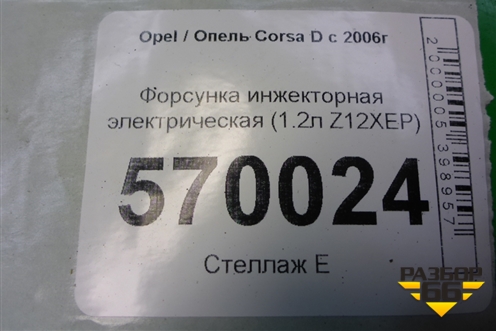 Opel / Опель Corsa D с 2006г
Форсунка инжекторная
электрическая (1.2л Z12XEP)
570024
Стеллаж Е
2000005398957
РАЗБОР
66